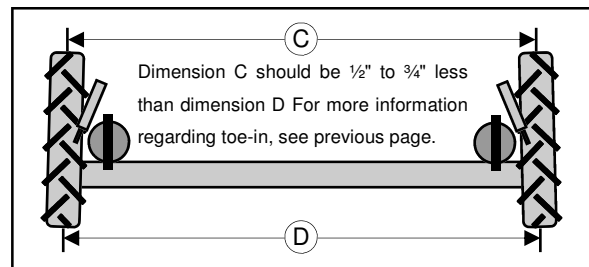 C
Dimension C should be ½" to ¾" less
than dimension D For more information
regarding toe-in, see previous page.
D